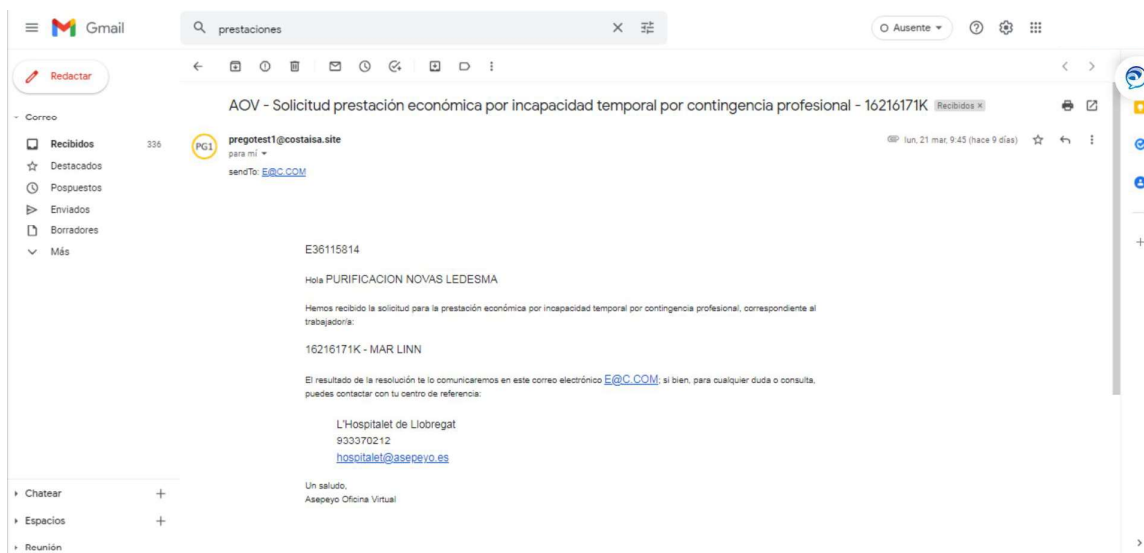 Gmail
prestaciones
Ausente
Redactar
AOV - Solicitud prestación económica por incapacidad temporal por contingencia profesional - 16216171K Recibidos ×
Correo
Recibidos 336
Destacados
Pospuestos
Enviados
Borradores
Más
PG1
pregotest1@costaisa.site
lun, 21 mar, 9:45 (hace 9 días)
para mí
sendTo: E@C.COM
E36115814
Hola PURIFICACION NOVAS LEDESMA
Hemos recibido la solicitud para la prestación económica por incapacidad temporal por contingencia profesional, correspondiente al
trabajador/a:
16216171K - MAR LINN
El resultado de la resolución te lo comunicaremos en este correo electrónico E@C.COM; si bien, para cualquier duda o consulta,
puedes contactar con tu centro de referencia:
L'Hospitalet de Llobregat
933370212
hospitalet@asepeyo.es
Un saludo,
Asepeyo Oficina Virtual
Chatear
Espacios
Reunión